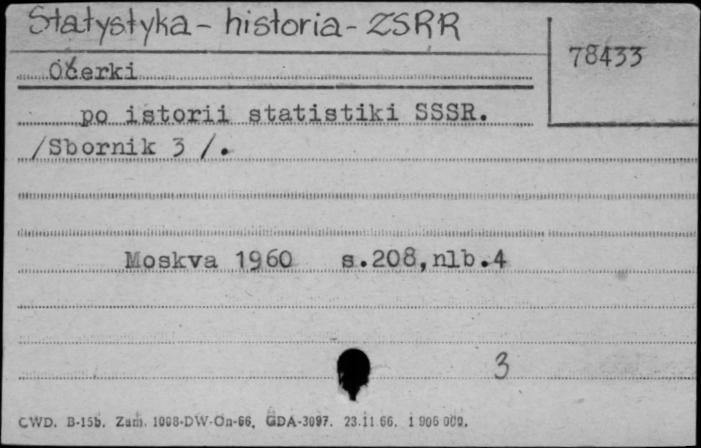 Statystyka - historia - ZSRR
78433
Očerki
po istorii statistiki SSSR.
/Sbornik 3 /.
Moskva 1960 s.208,nlb.4
3
CWD. B-15b. Zam. 1098-DW-On-66. GDA-3097. 23.11.66. 1 906 000.